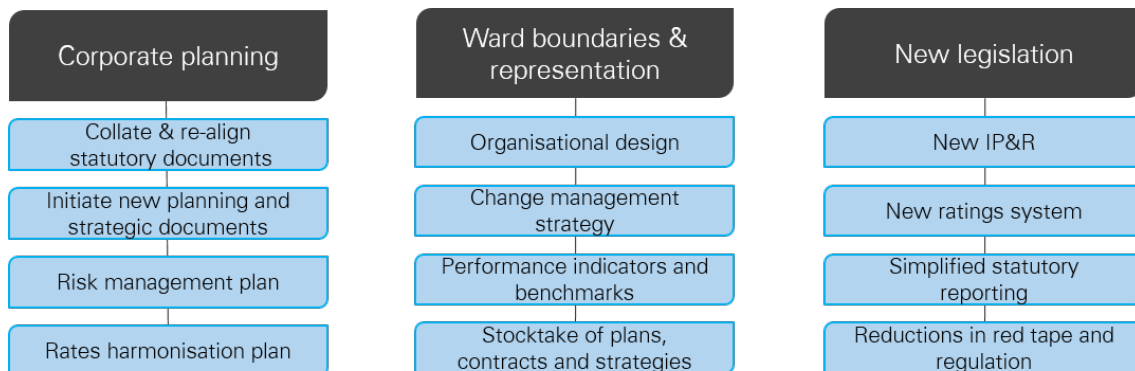 Corporate planning
Collate & re-align
statutory documents
Initiate new planning and
strategic documents
Risk management plan
Rates harmonisation plan
Ward boundaries &
representation
Organisational design
Change management
strategy
Performance indicators and
benchmarks
Stocktake of plans,
contracts and strategies
New legislation
New IP&R
New ratings system
Simplified statutory
reporting
Reductions in red tape and
regulation